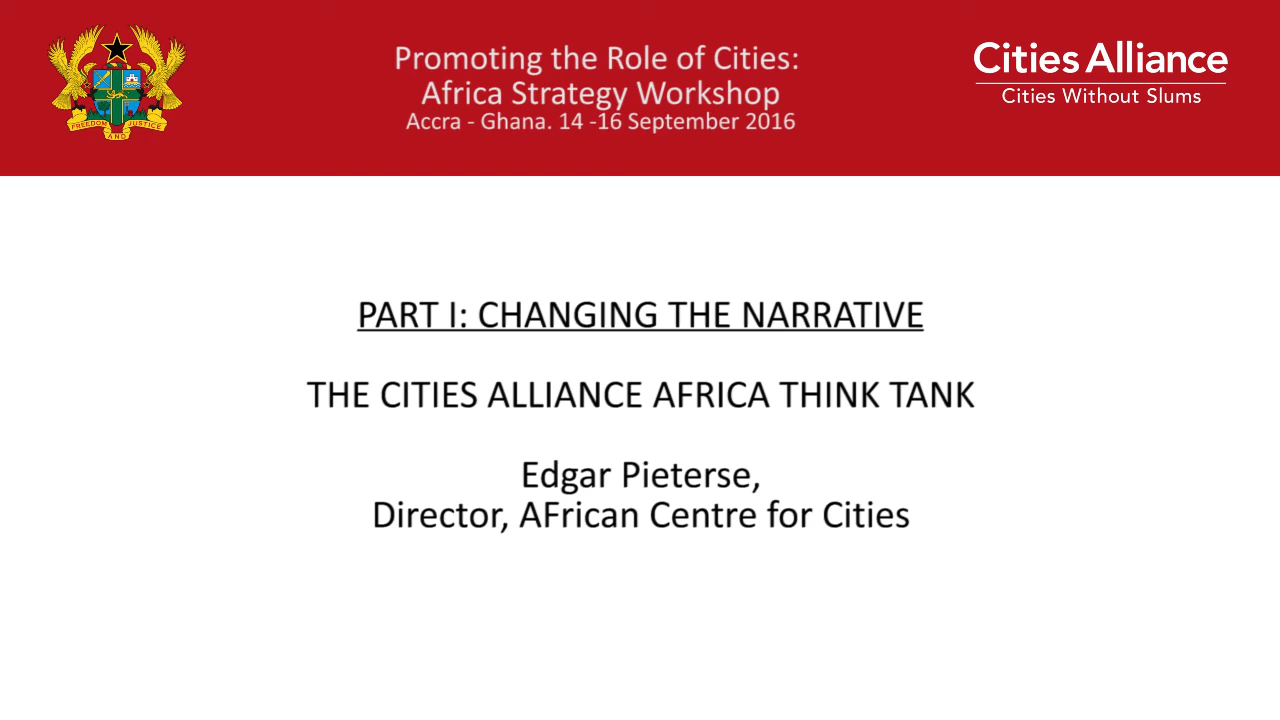 FREEDOM AND JUSTICE
Promoting the Role of Cities:
Africa Strategy Workshop
Accra - Ghana. 14 -16 September 2016
Cities Alliance
Cities Without Slums
PART I: CHANGING THE NARRATIVE
THE CITIES ALLIANCE AFRICA THINK TANK
Edgar Pieterse,
Director, AFrican Centre for Cities